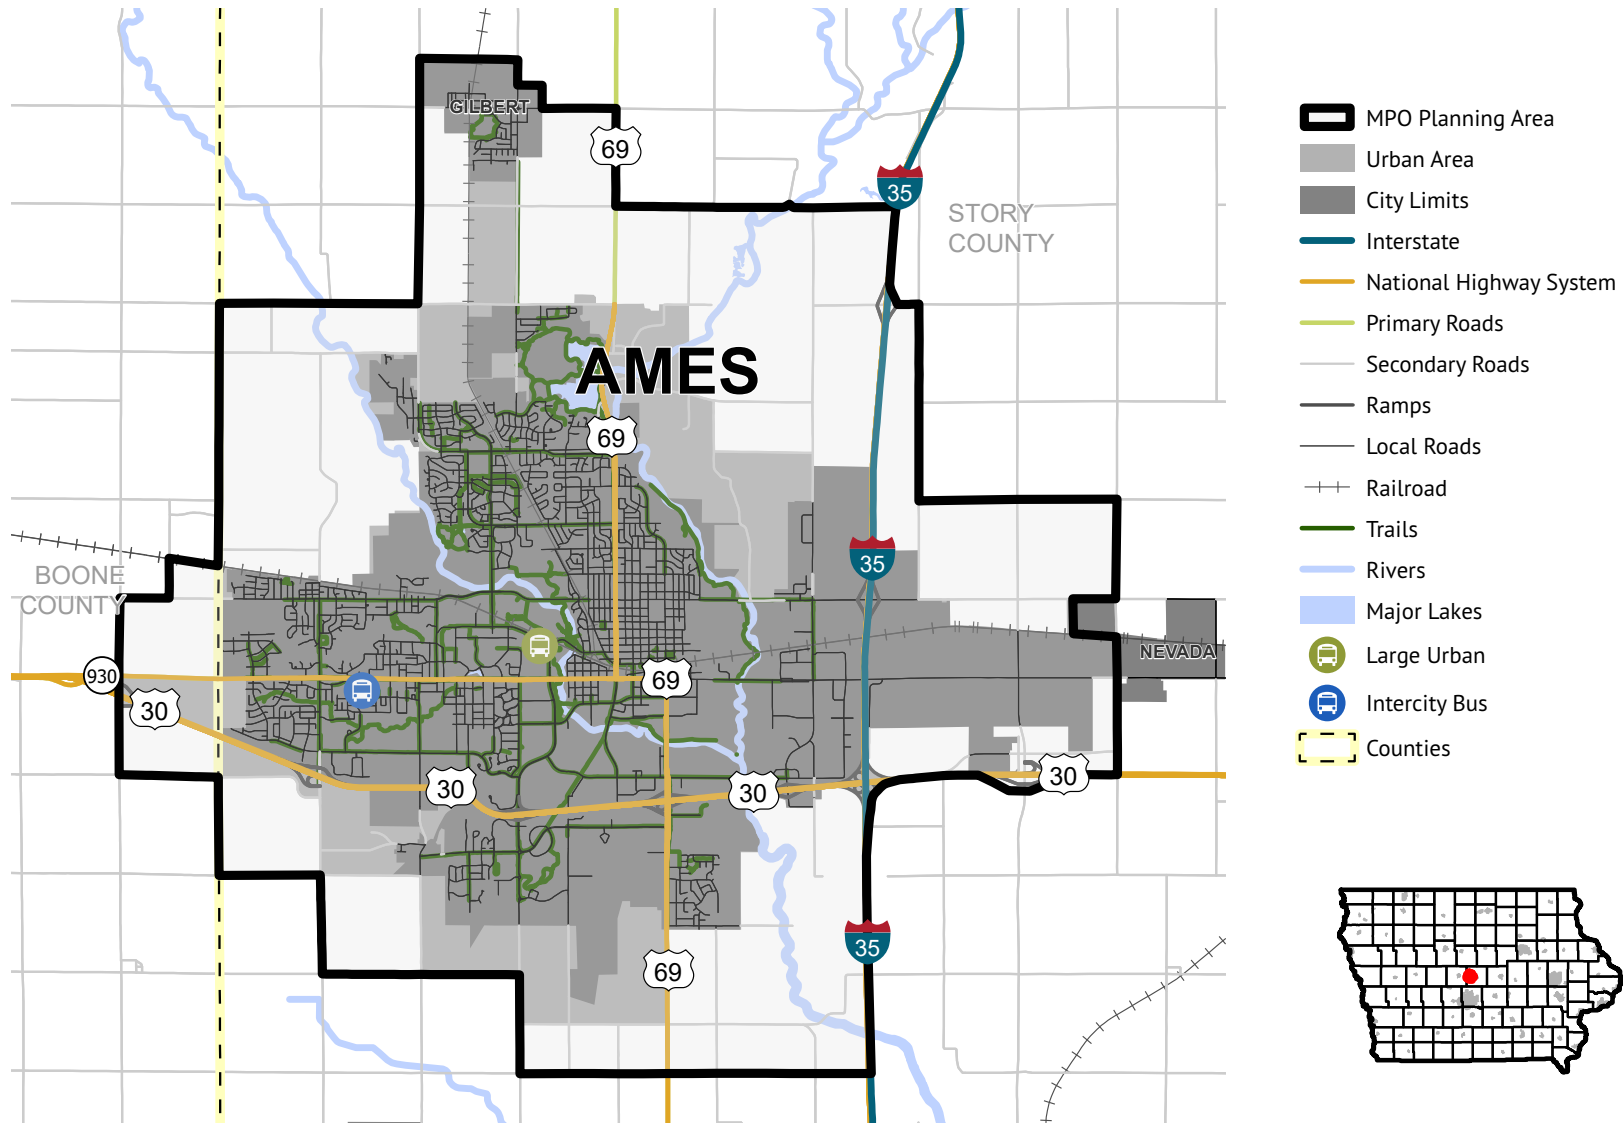 GILBERT
69
35
STORY
COUNTY
AMES
69
35
BOONE
COUNTY
NEVADA
930
69
30
30
30
30
35
69
MPO Planning Area
Urban Area
City Limits
Interstate
National Highway System
Primary Roads
Secondary Roads
Ramps
Local Roads
Railroad
Trails
Rivers
Major Lakes
Large Urban
Intercity Bus
Counties